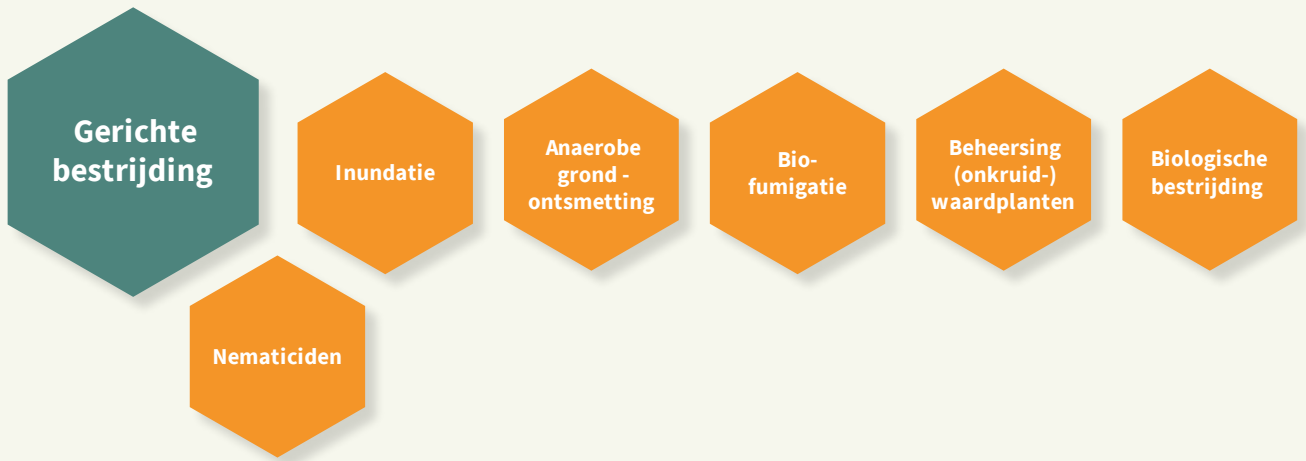 Gerichte
bestrijding
Inundatie
Anaerobe
grond -
ontsmetting
Bio-
fumigatie
Beheersing
(onkruid-)
waardplanten
Biologische
bestrijding
Nematiciden